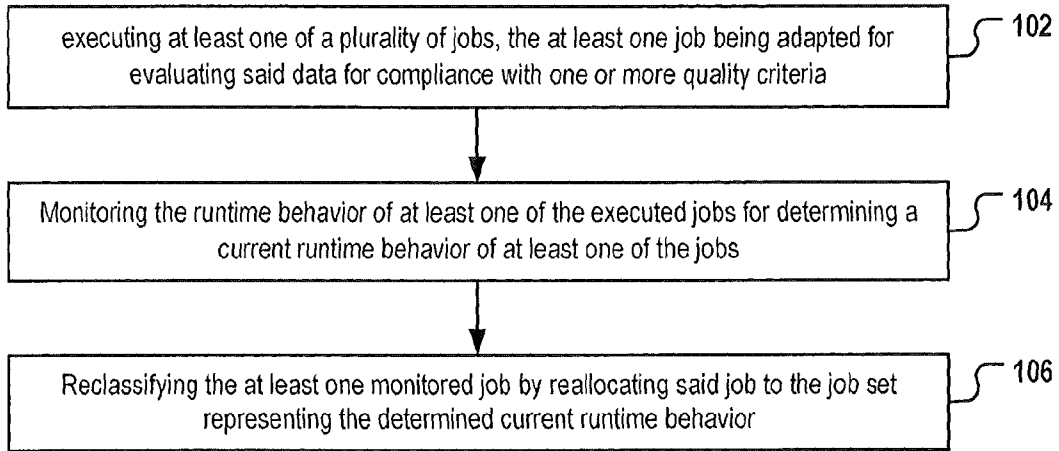 executing at least one of a plurality of jobs, the at least one job being adapted for
evaluating said data for compliance with one or more quality criteria
102
Monitoring the runtime behavior of at least one of the executed jobs for determining a
current runtime behavior of at least one of the jobs
104
Reclassifying the at least one monitored job by reallocating said job to the job set
representing the determined current runtime behavior
106